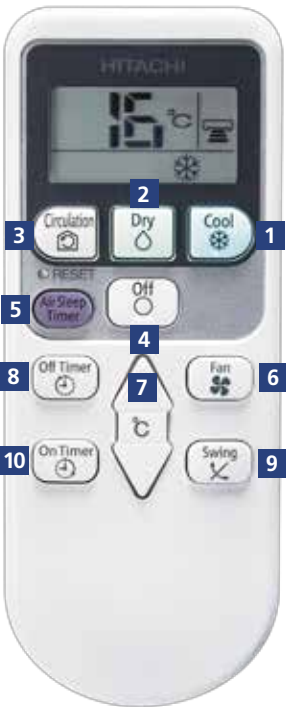 HITACHI
16 °C
2
Circulation Dry Cool
3 1
RESET
Air Sleep Timer
Off
5
4
Off Timer Fan
8 7 6
°C
On Timer Swing
10 9